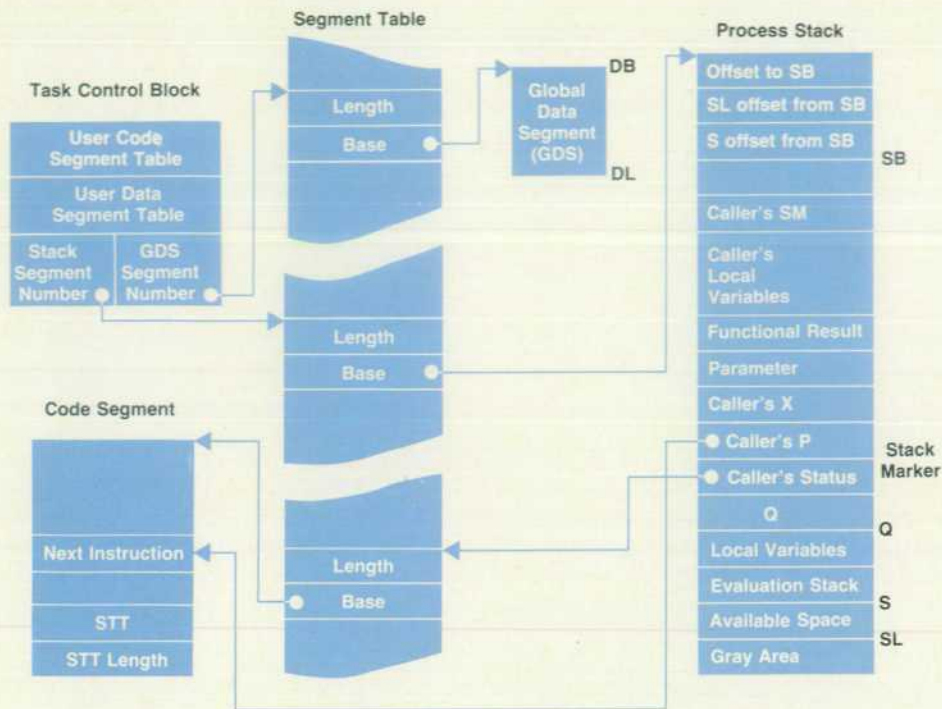 Task Control Block
User Code
Segment Table
User Data
Segment Table
Stack
Segment
Number
GDS
Segment
Number
Segment Table
Length
Base
Length
Base
Length
Base
DB
Global
Data
Segment
(GDS)
DL
Code Segment
Next Instruction
STT
STT Length
Process Stack
Offset to SB
SL offset from SB
S offset from SB
SB
Caller's SM
Caller's
Local
Variables
Functional Result
Parameter
Caller's X
Caller's P
Stack
Marker
Caller's Status
Q
Q
Local Variables
Evaluation Stack
S
Available Space
SL
Gray Area